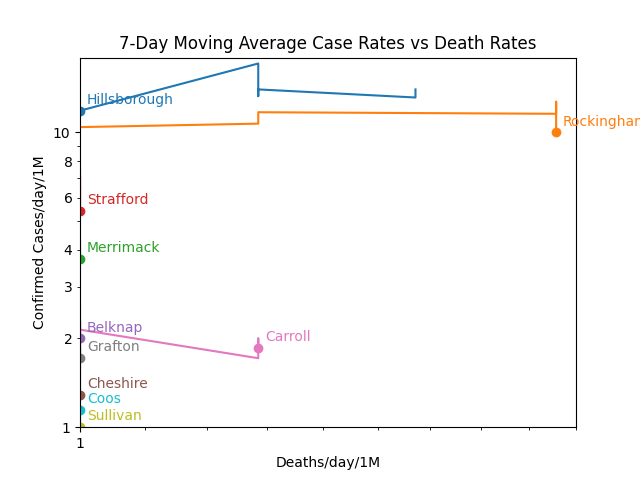 7-Day Moving Average Case Rates vs Death Rates
Hillsborough
Rockingham
10
8
6
Strafford
Merrimack
4
3
Confirmed Cases/day/1M
Belknap
Carroll
2
Grafton
Cheshire
Coos
Sullivan
1
1
Deaths/day/1M